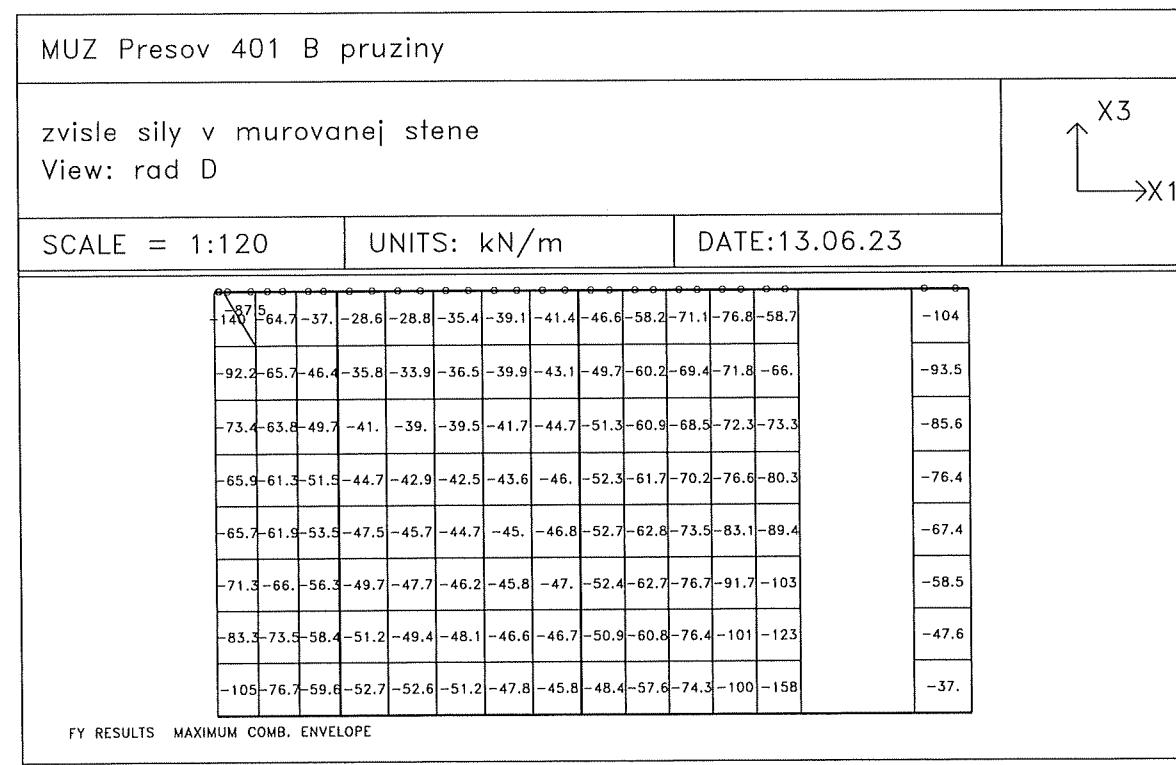 MUZ Presov 401 B pruziny
zvisle sily v murovanej stene
View: rad D
X3
X1
SCALE = 1:120 UNITS: kN/m DATE:13.06.23
-140 -87.5 -64.7 -37. -28.6 -28.8 -35.4 -39.1 -41.4 -46.6 -58.2 -71.1 -76.8 -58.7 -104
-92.2 -65.7 -46.4 -35.8 -33.9 -36.5 -39.9 -43.1 -49.7 -60.2 -69.4 -71.8 -66. -93.5
-73.4 -63.8 -49.7 -41. -39. -39.5 -41.7 -44.7 -51.3 -60.9 -68.5 -72.3 -73.3 -85.6
-65.9 -61.3 -51.5 -44.7 -42.9 -42.5 -43.6 -46. -52.3 -61.7 -70.2 -76.6 -80.3 -76.4
-65.7 -61.9 -53.5 -47.5 -45.7 -44.7 -45. -46.8 -52.7 -62.8 -73.5 -83.1 -89.4 -67.4
-71.3 -66. -56.3 -49.7 -47.7 -46.2 -45.8 -47. -52.4 -62.7 -76.7 -91.7 -103 -58.5
-83.3 -73.5 -58.4 -51.2 -49.4 -48.1 -46.6 -46.7 -50.9 -60.8 -76.4 -101 -123 -47.6
-105 -76.7 -59.6 -52.7 -52.6 -51.2 -47.8 -45.8 -48.4 -57.6 -74.3 -100 -158 -37.
FY RESULTS MAXIMUM COMB. ENVELOPE